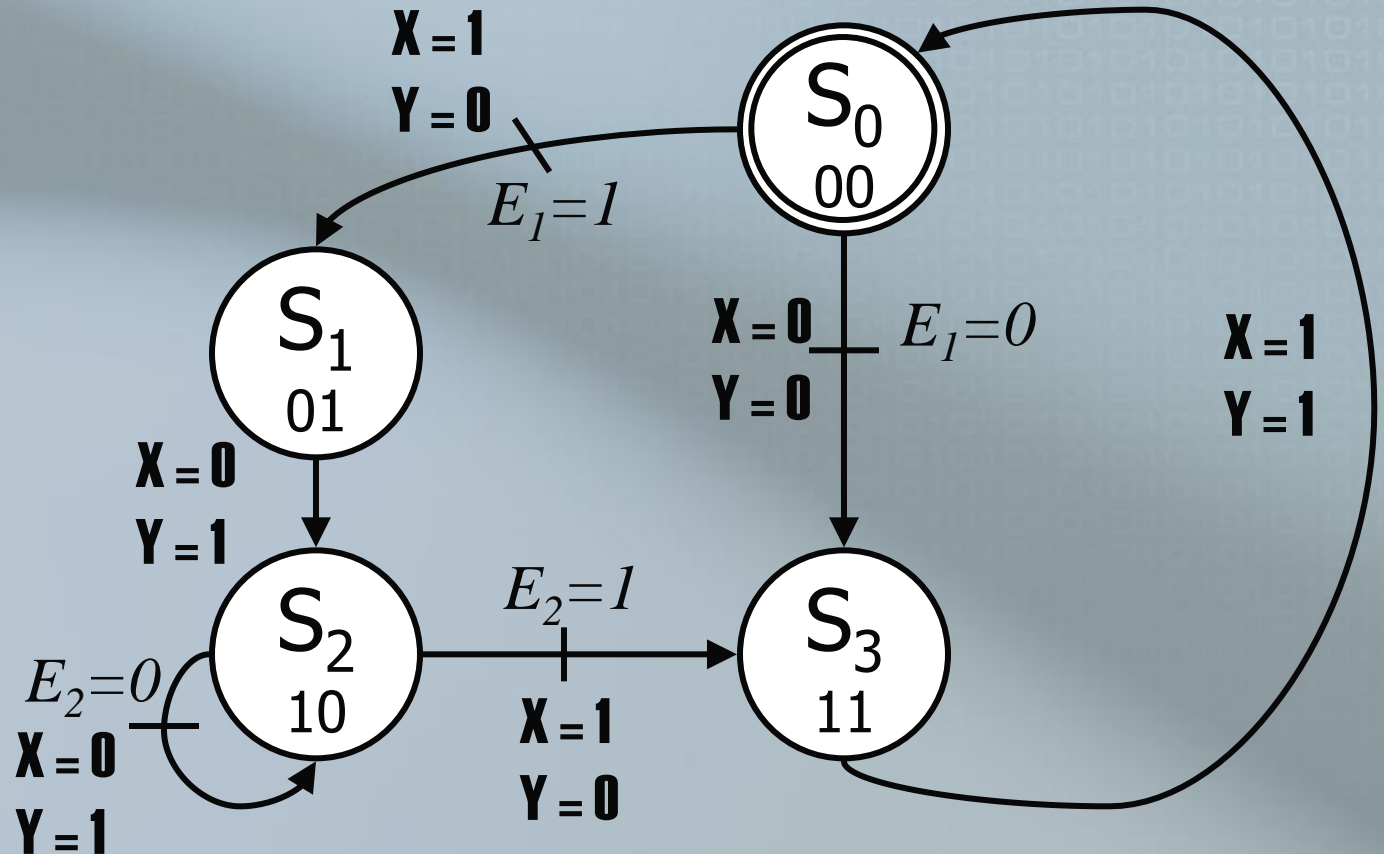 X = 1
Y = 0
E₁=1
S₀
00
S₁
01
X = 0
Y = 0
E₁=0
X = 1
Y = 1
X = 0
Y = 1
S₂
10
E₂=1
X = 1
Y = 0
S₃
11
E₂=0
X = 0
Y = 1